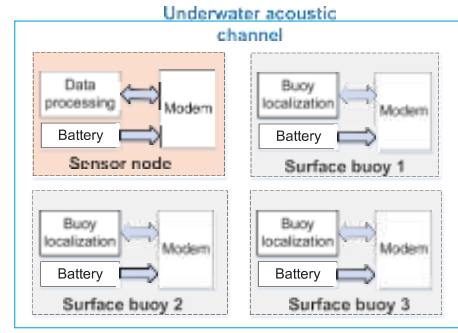 Underwater acoustic
channel
Data
processing
Modem
Battery
Sensor node
Buoy
localization
Modem
Battery
Surface buoy 1
Buoy
localization
Modem
Battery
Surface buoy 2
Buoy
localization
Modem
Battery
Surface buoy 3